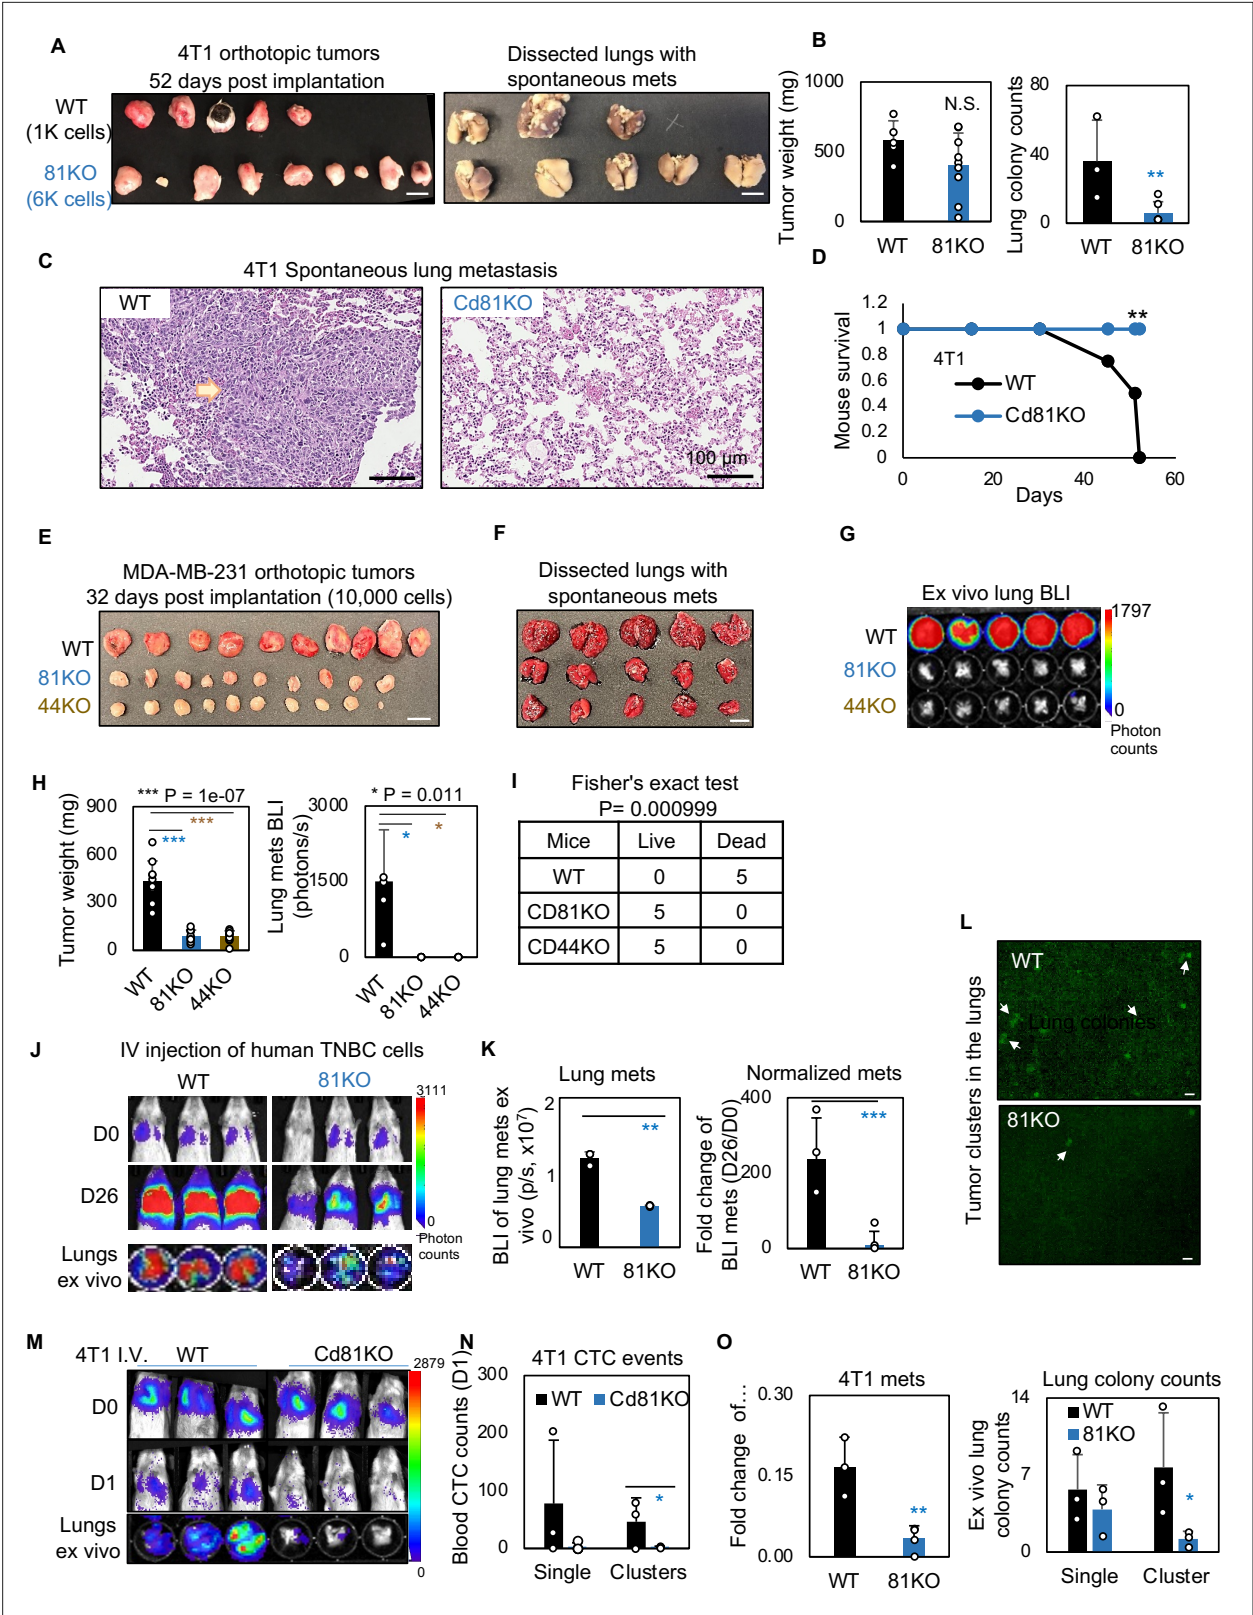 A
4T1 orthotopic tumors
52 days post implantation
WT
(1K cells)
81KO
(6K cells)
Dissected lungs with
spontaneous mets
B
Tumor weight (mg)
1000
500
0
N.S.
WT 81KO
Lung colony counts
80
40
0
**
WT 81KO
C
4T1 Spontaneous lung metastasis
WT
Cd81KO
100 µm
D
Mouse survival
1.2
1
0.8
0.6
0.4
0.2
0
**
4T1
WT
Cd81KO
0 20 40 60
Days
E
MDA-MB-231 orthotopic tumors
32 days post implantation (10,000 cells)
WT
81KO
44KO
F
Dissected lungs with
spontaneous mets
G
Ex vivo lung BLI
WT
81KO
44KO
1797
0
Photon
counts
H
*** P = 1e-07
Tumor weight (mg)
900
600
300
0
***
***
WT 81KO 44KO
* P = 0.011
Lung mets BLI
(photons/s)
3000
1500
0
*
*
WT 81KO 44KO
I
Fisher's exact test
P= 0.000999
Mice Live Dead
WT 0 5
CD81KO 5 0
CD44KO 5 0
J
IV injection of human TNBC cells
WT 81KO
D0
D26
Lungs
ex vivo
3111
0
Photon
counts
K
Lung mets
BLI of lung mets ex
vivo (p/s, x10⁷)
2
1
0
**
WT 81KO
Normalized mets
Fold change of
BLI mets (D26/D0)
400
200
0
***
WT 81KO
L
Tumor clusters in the lungs
WT
Lung colonies
81KO
M
4T1 I.V. WT Cd81KO
D0
D1
Lungs
ex vivo
2879
0
N
4T1 CTC events
Blood CTC counts (D1)
300
200
100
0
WT Cd81KO
*
Single Clusters
O
4T1 mets
Fold change of...
0.30
0.15
0.00
**
WT 81KO
Lung colony counts
Ex vivo lung
colony counts
14
7
0
WT
81KO
*
Single Cluster